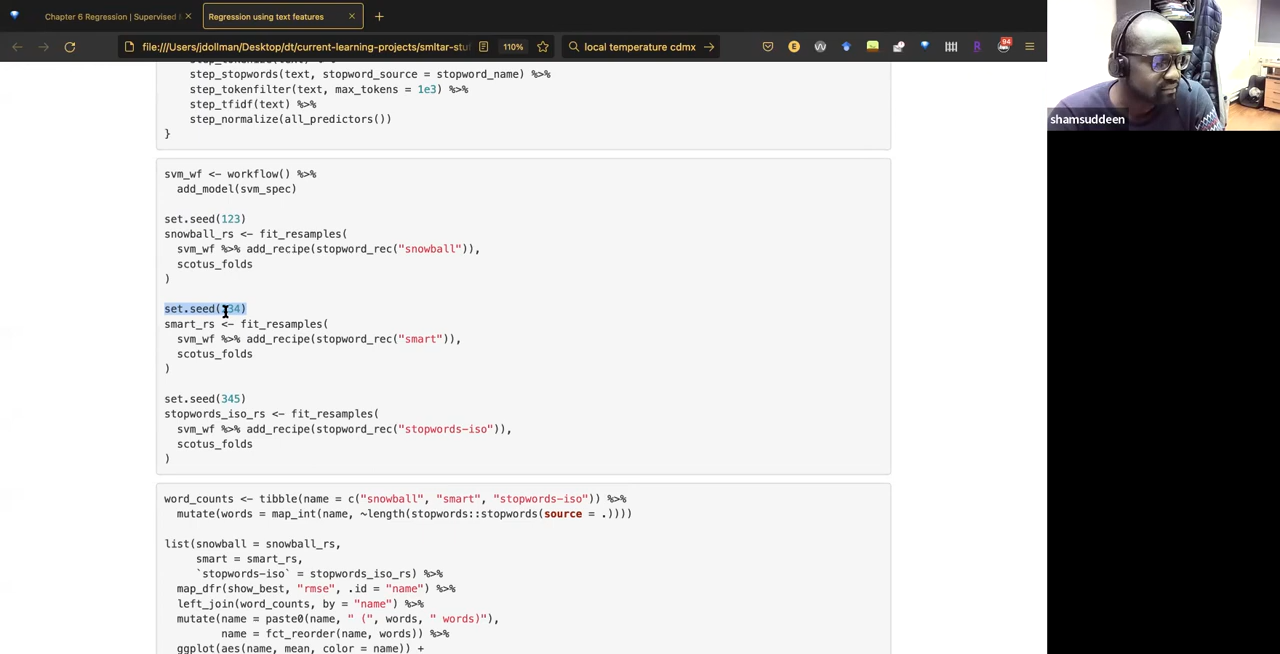 Chapter 6 Regression | Supervised
Regression using text features
file:///Users/jdollman/Desktop/dt/current-learning-projects/smltar-stu
110%
local temperature cdmx
E
W
R
94
shamsuddeen
step_stopwords(text, stopword_source = stopword_name) %>%
step_tokenfilter(text, max_tokens = 1e3) %>%
step_tfidf(text) %>%
step_normalize(all_predictors())
}
svm_wf <- workflow() %>%
add_model(svm_spec)
set.seed(123)
snowball_rs <- fit_resamples(
svm_wf %>% add_recipe(stopword_rec("snowball")),
scotus_folds
)
set.seed(234)
smart_rs <- fit_resamples(
svm_wf %>% add_recipe(stopword_rec("smart")),
scotus_folds
)
set.seed(345)
stopwords_iso_rs <- fit_resamples(
svm_wf %>% add_recipe(stopword_rec("stopwords-iso")),
scotus_folds
)
word_counts <- tibble(name = c("snowball", "smart", "stopwords-iso")) %>%
mutate(words = map_int(name, ~length(stopwords::stopwords(source = .))))
list(snowball = snowball_rs,
smart = smart_rs,
`stopwords-iso` = stopwords_iso_rs) %>%
map_dfr(show_best, "rmse", .id = "name") %>%
left_join(word_counts, by = "name") %>%
mutate(name = paste0(name, " (", words, " words)"),
name = fct_reorder(name, words)) %>%
ggplot(aes(name, mean, color = name)) +